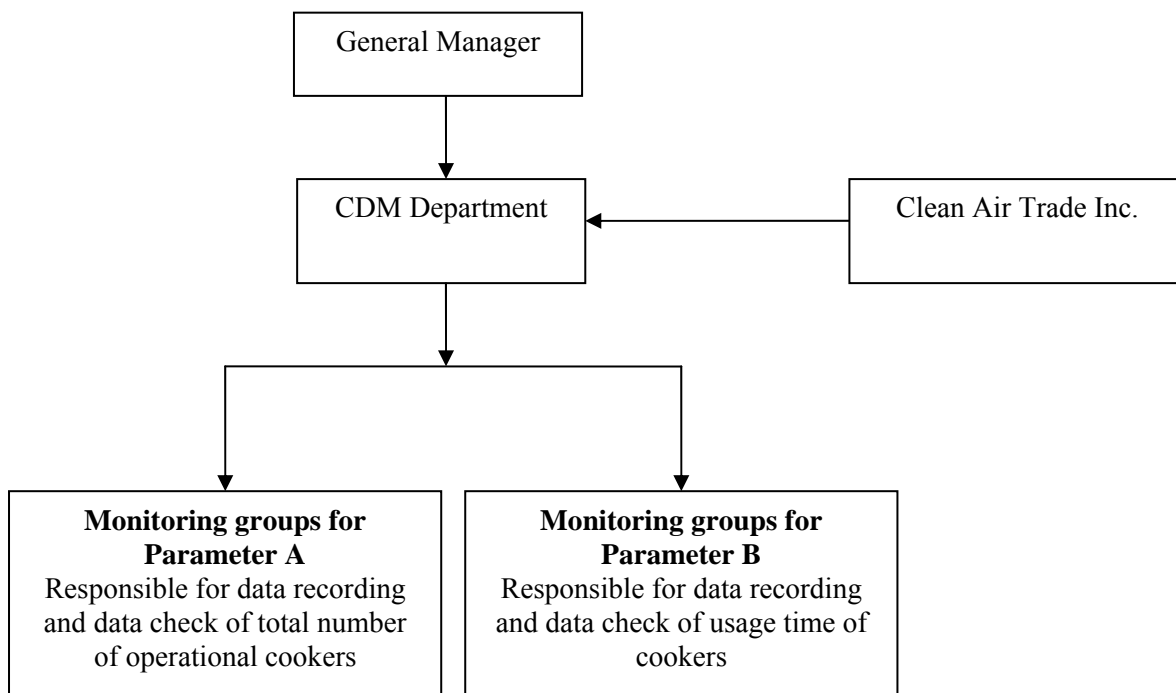 General Manager
CDM Department
Clean Air Trade Inc.
Monitoring groups for
Parameter A
Responsible for data recording
and data check of total number
of operational cookers
Monitoring groups for
Parameter B
Responsible for data recording
and data check of usage time of
cookers